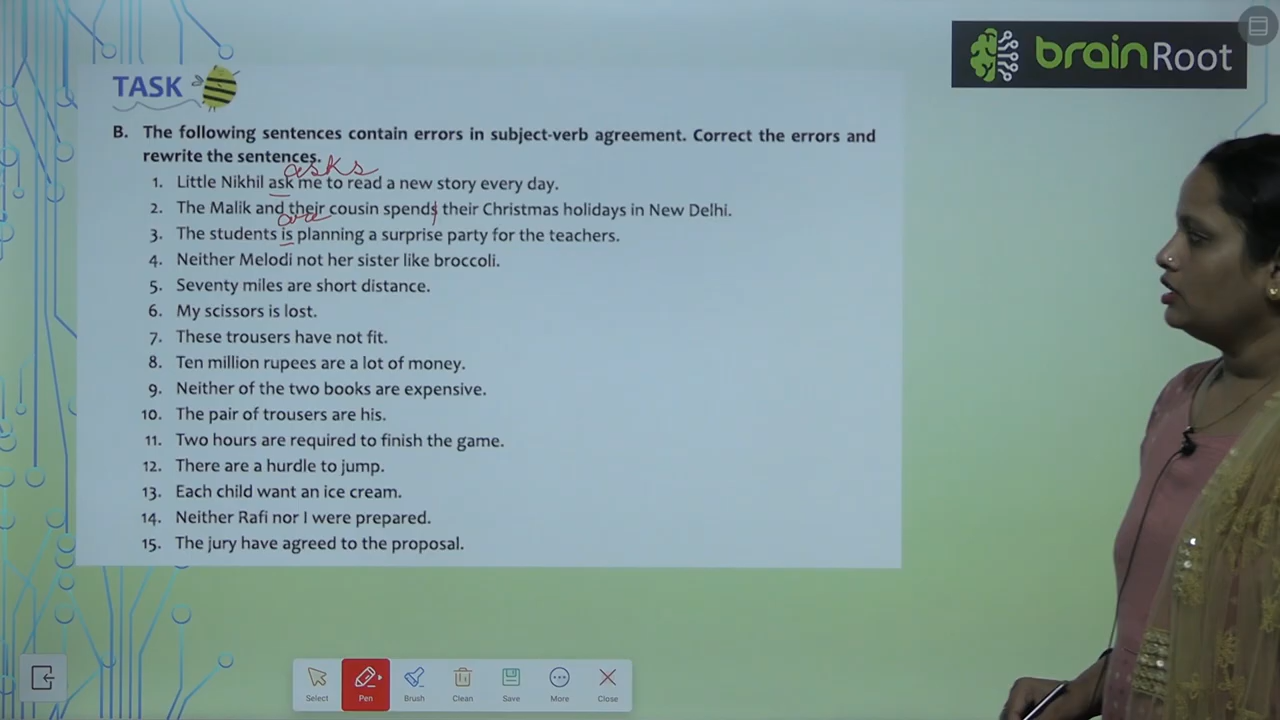 brainRoot
TASK
B. The following sentences contain errors in subject-verb agreement. Correct the errors and
rewrite the sentences.
asks
1. Little Nikhil ask me to read a new story every day.
2. The Malik and their cousin spends their Christmas holidays in New Delhi.
are
3. The students is planning a surprise party for the teachers.
4. Neither Melodi not her sister like broccoli.
5. Seventy miles are short distance.
6. My scissors is lost.
7. These trousers have not fit.
8. Ten million rupees are a lot of money.
9. Neither of the two books are expensive.
10. The pair of trousers are his.
11. Two hours are required to finish the game.
12. There are a hurdle to jump.
13. Each child want an ice cream.
14. Neither Rafi nor I were prepared.
15. The jury have agreed to the proposal.
Select Pen Brush Clean Save More Close